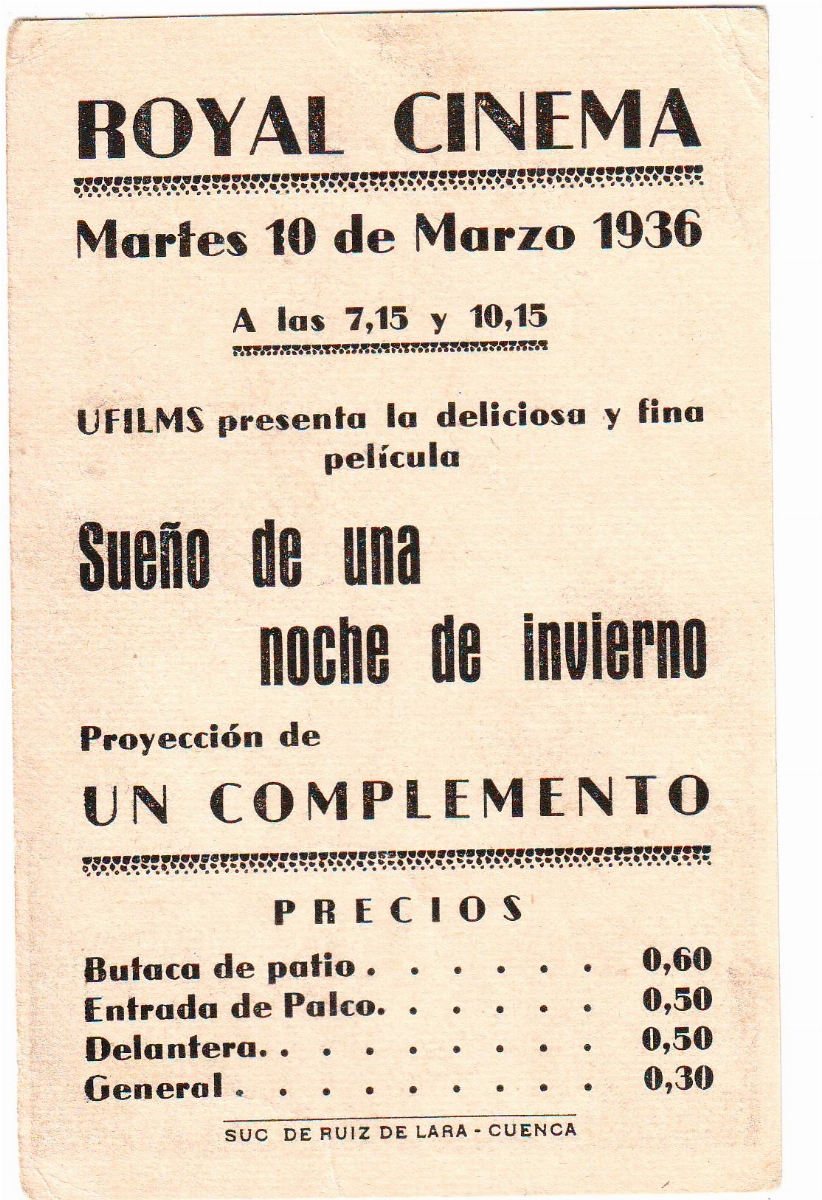 ROYAL CINEMA
Martes 10 de Marzo 1936
A las 7,15 y 10,15
UFILMS presenta la deliciosa y fina
película
Sueño de una
noche de invierno
Proyección de
UN COMPLEMENTO
PRECIOS
Butaca de patio . . . . . . 0,60
Entrada de Palco. . . . . . 0,50
Delantera. . . . . . . . . 0,50
General . . . . . . . . . 0,30
SUC DE RUIZ DE LARA - CUENCA